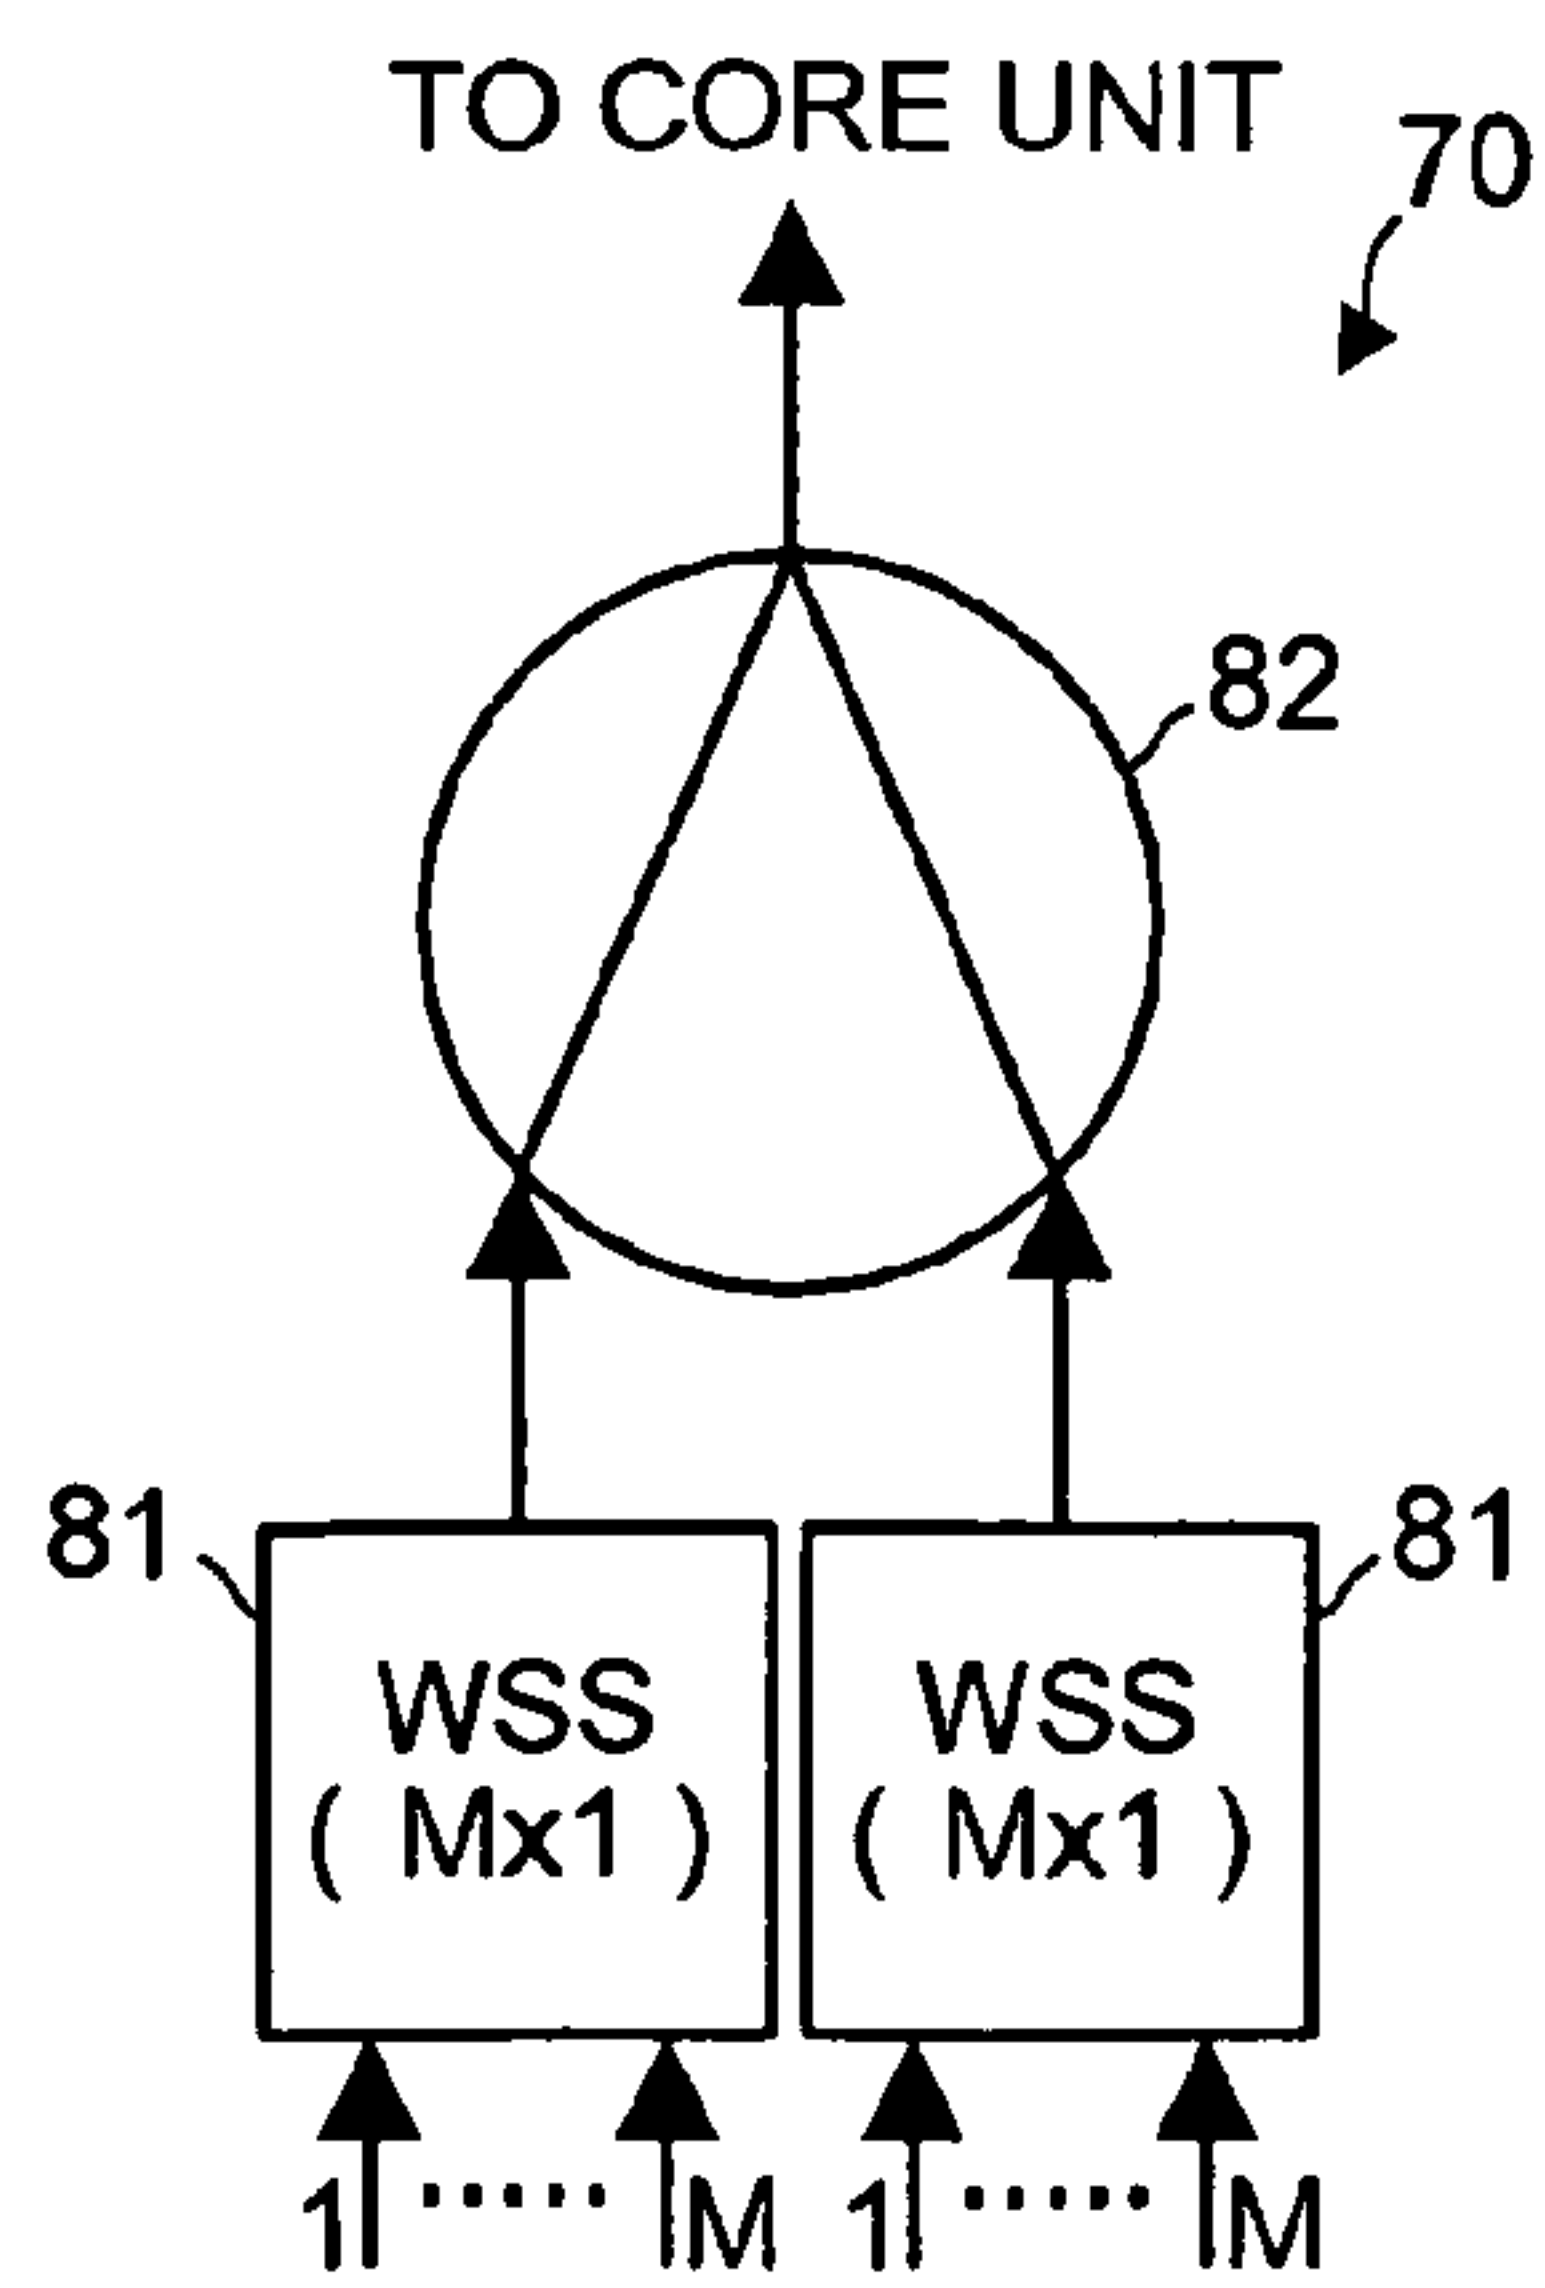 TO CORE UNIT
70
82
81 81
WSS WSS
( Mx1 ) ( Mx1 )
1 ..... M 1 ..... M